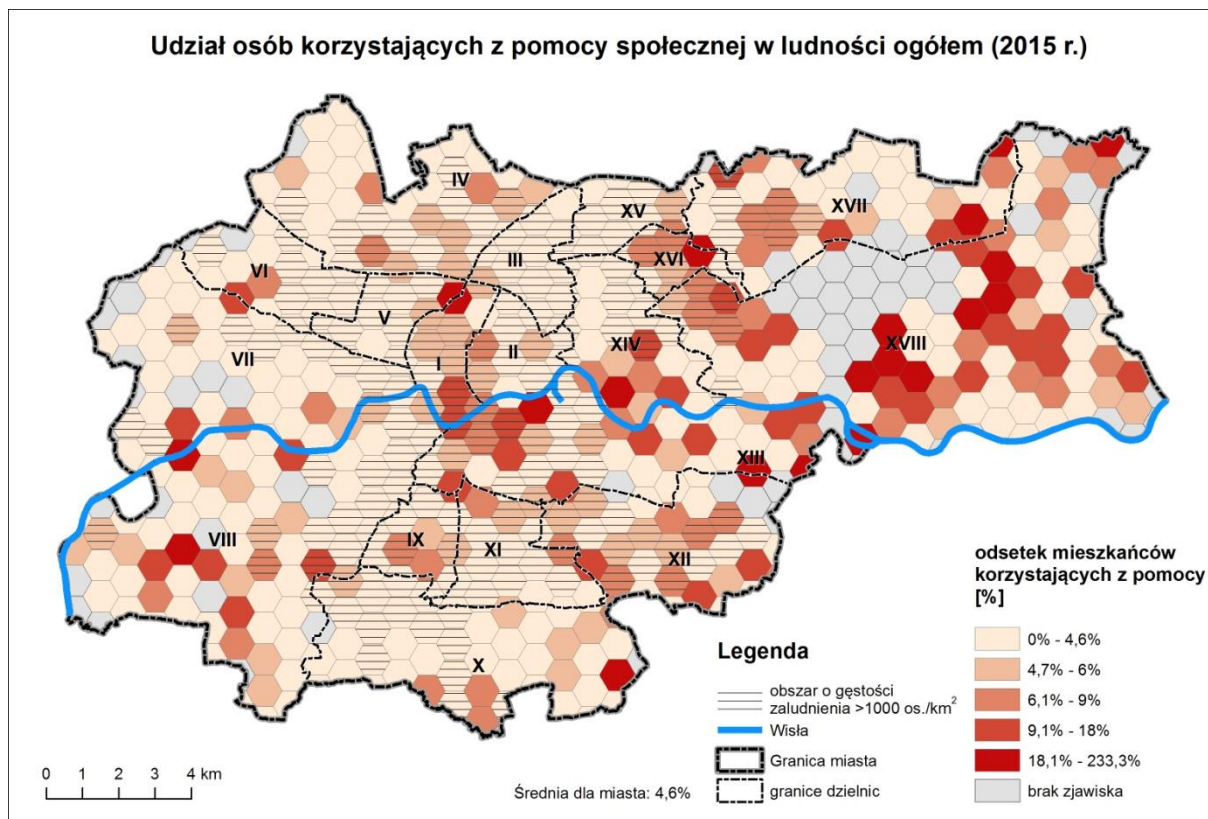 Udział osób korzystających z pomocy społecznej w ludności ogółem (2015 r.)
IV
XV
XVII
III
XVI
VI
V
XIV
XVIII
VII
I
II
XIII
VIII
IX
XI
XII
X
odsetek mieszkańców
korzystających z pomocy
[%]
0% - 4,6%
4,7% - 6%
6,1% - 9%
9,1% - 18%
18,1% - 233,3%
brak zjawiska
Legenda
obszar o gęstości
zaludnienia >1000 os./km²
Wisła
Granica miasta
granice dzielnic
0 1 2 3 4 km
Średnia dla miasta: 4,6%